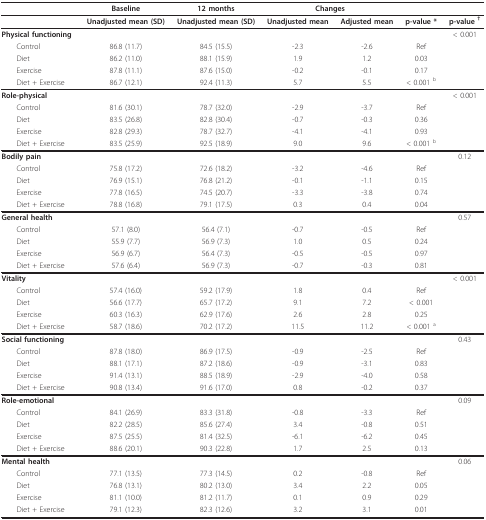 Baseline 12 months Changes
Unadjusted mean (SD) Unadjusted mean (SD) Unadjusted mean Adjusted mean p-value * p-value †
Physical functioning < 0.001
Control 86.8 (11.7) 84.5 (15.5) -2.3 -2.6 Ref
Diet 86.2 (11.0) 88.1 (15.9) 1.9 1.2 0.03
Exercise 87.8 (11.1) 87.6 (15.0) -0.2 -0.1 0.17
Diet + Exercise 86.7 (12.1) 92.4 (11.3) 5.7 5.5 < 0.001 b
Role-physical < 0.001
Control 81.6 (30.1) 78.7 (32.0) -2.9 -3.7 Ref
Diet 83.5 (26.8) 82.8 (30.4) -0.7 -0.3 0.36
Exercise 82.8 (29.3) 78.7 (32.7) -4.1 -4.1 0.93
Diet + Exercise 83.5 (25.9) 92.5 (18.9) 9.0 9.6 < 0.001 b
Bodily pain 0.12
Control 75.8 (17.2) 72.6 (18.2) -3.2 -4.6 Ref
Diet 76.9 (15.1) 76.8 (21.2) -0.1 -1.1 0.15
Exercise 77.8 (16.5) 74.5 (20.7) -3.3 -3.8 0.74
Diet + Exercise 78.8 (16.8) 79.1 (17.5) 0.3 0.4 0.04
General health 0.57
Control 57.1 (8.0) 56.4 (7.1) -0.7 -0.5 Ref
Diet 55.9 (7.7) 56.9 (7.3) 1.0 0.5 0.24
Exercise 56.9 (6.7) 56.4 (7.3) -0.5 -0.5 0.97
Diet + Exercise 57.6 (6.4) 56.9 (7.3) -0.7 -0.3 0.81
Vitality < 0.001
Control 57.4 (16.0) 59.2 (17.9) 1.8 0.4 Ref
Diet 56.6 (17.7) 65.7 (17.2) 9.1 7.2 < 0.001
Exercise 60.3 (16.3) 62.9 (17.6) 2.6 2.8 0.25
Diet + Exercise 58.7 (18.6) 70.2 (17.2) 11.5 11.2 < 0.001 a
Social functioning 0.43
Control 87.8 (18.0) 86.9 (17.5) -0.9 -2.5 Ref
Diet 88.1 (17.1) 87.2 (18.6) -0.9 -3.1 0.83
Exercise 91.4 (13.1) 88.5 (18.9) -2.9 -4.0 0.58
Diet + Exercise 90.8 (13.4) 91.6 (17.0) 0.8 -0.2 0.37
Role-emotional 0.09
Control 84.1 (26.9) 83.3 (31.8) -0.8 -3.3 Ref
Diet 82.2 (28.5) 85.6 (27.4) 3.4 -0.8 0.51
Exercise 87.5 (25.5) 81.4 (32.5) -6.1 -6.2 0.45
Diet + Exercise 88.6 (20.1) 90.3 (22.8) 1.7 2.5 0.13
Mental health 0.06
Control 77.1 (13.5) 77.3 (14.5) 0.2 -0.8 Ref
Diet 76.8 (13.1) 80.2 (13.0) 3.4 2.2 0.05
Exercise 81.1 (10.0) 81.2 (11.7) 0.1 0.9 0.29
Diet + Exercise 79.1 (12.3) 82.3 (12.6) 3.2 3.1 0.01